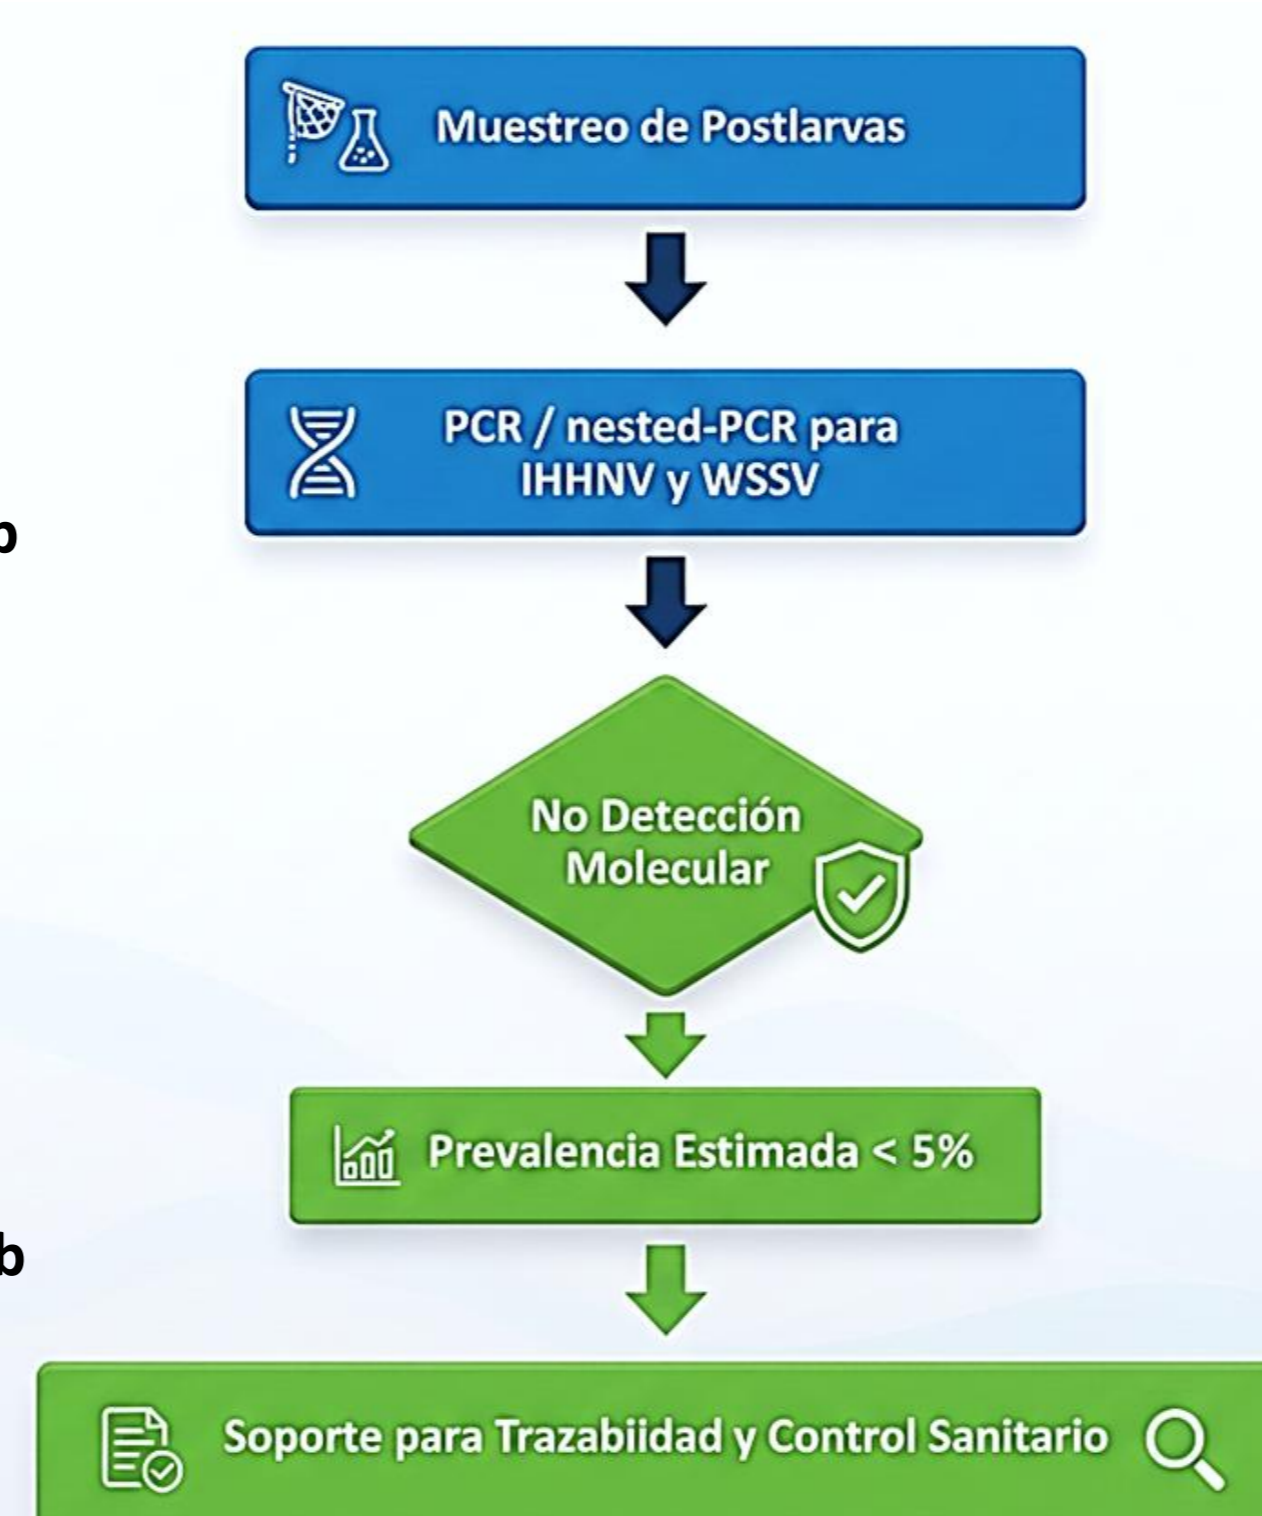 Muestreo de Postlarvas
PCR / nested-PCR para
IHHNV y WSSV
No Detección
Molecular
Prevalencia Estimada < 5%
Soporte para Trazabiidad y Control Sanitario